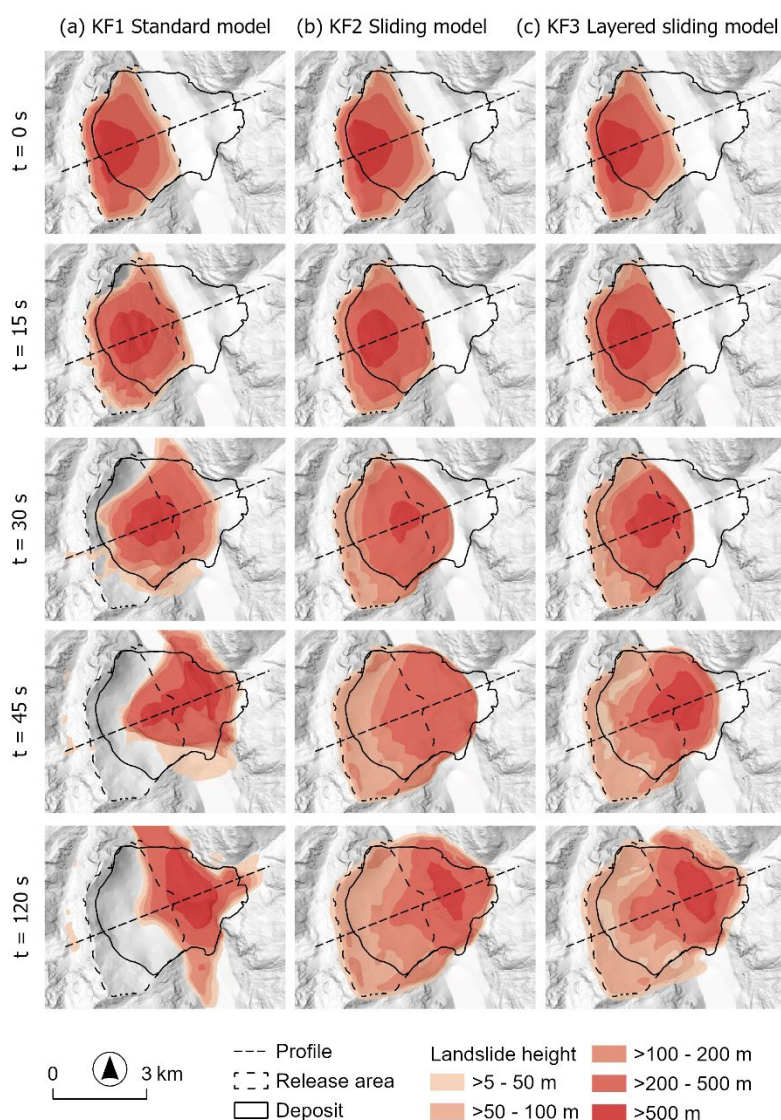 (a) KF1 Standard model (b) KF2 Sliding model (c) KF3 Layered sliding model
t = 0 s
t = 15 s
t = 30 s
t = 45 s
t = 120 s
0 3 km
Profile
Release area
Deposit
Landslide height
>5 - 50 m
>50 - 100 m
>100 - 200 m
>200 - 500 m
>500 m